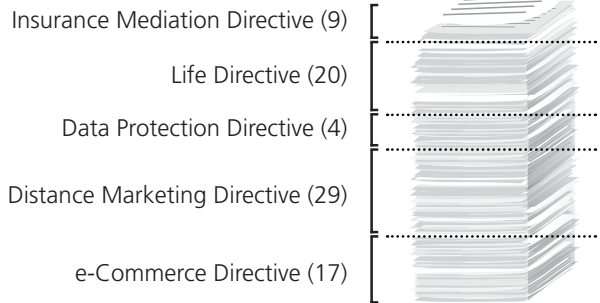 Insurance Mediation Directive (9)
Life Directive (20)
Data Protection Directive (4)
Distance Marketing Directive (29)
e-Commerce Directive (17)